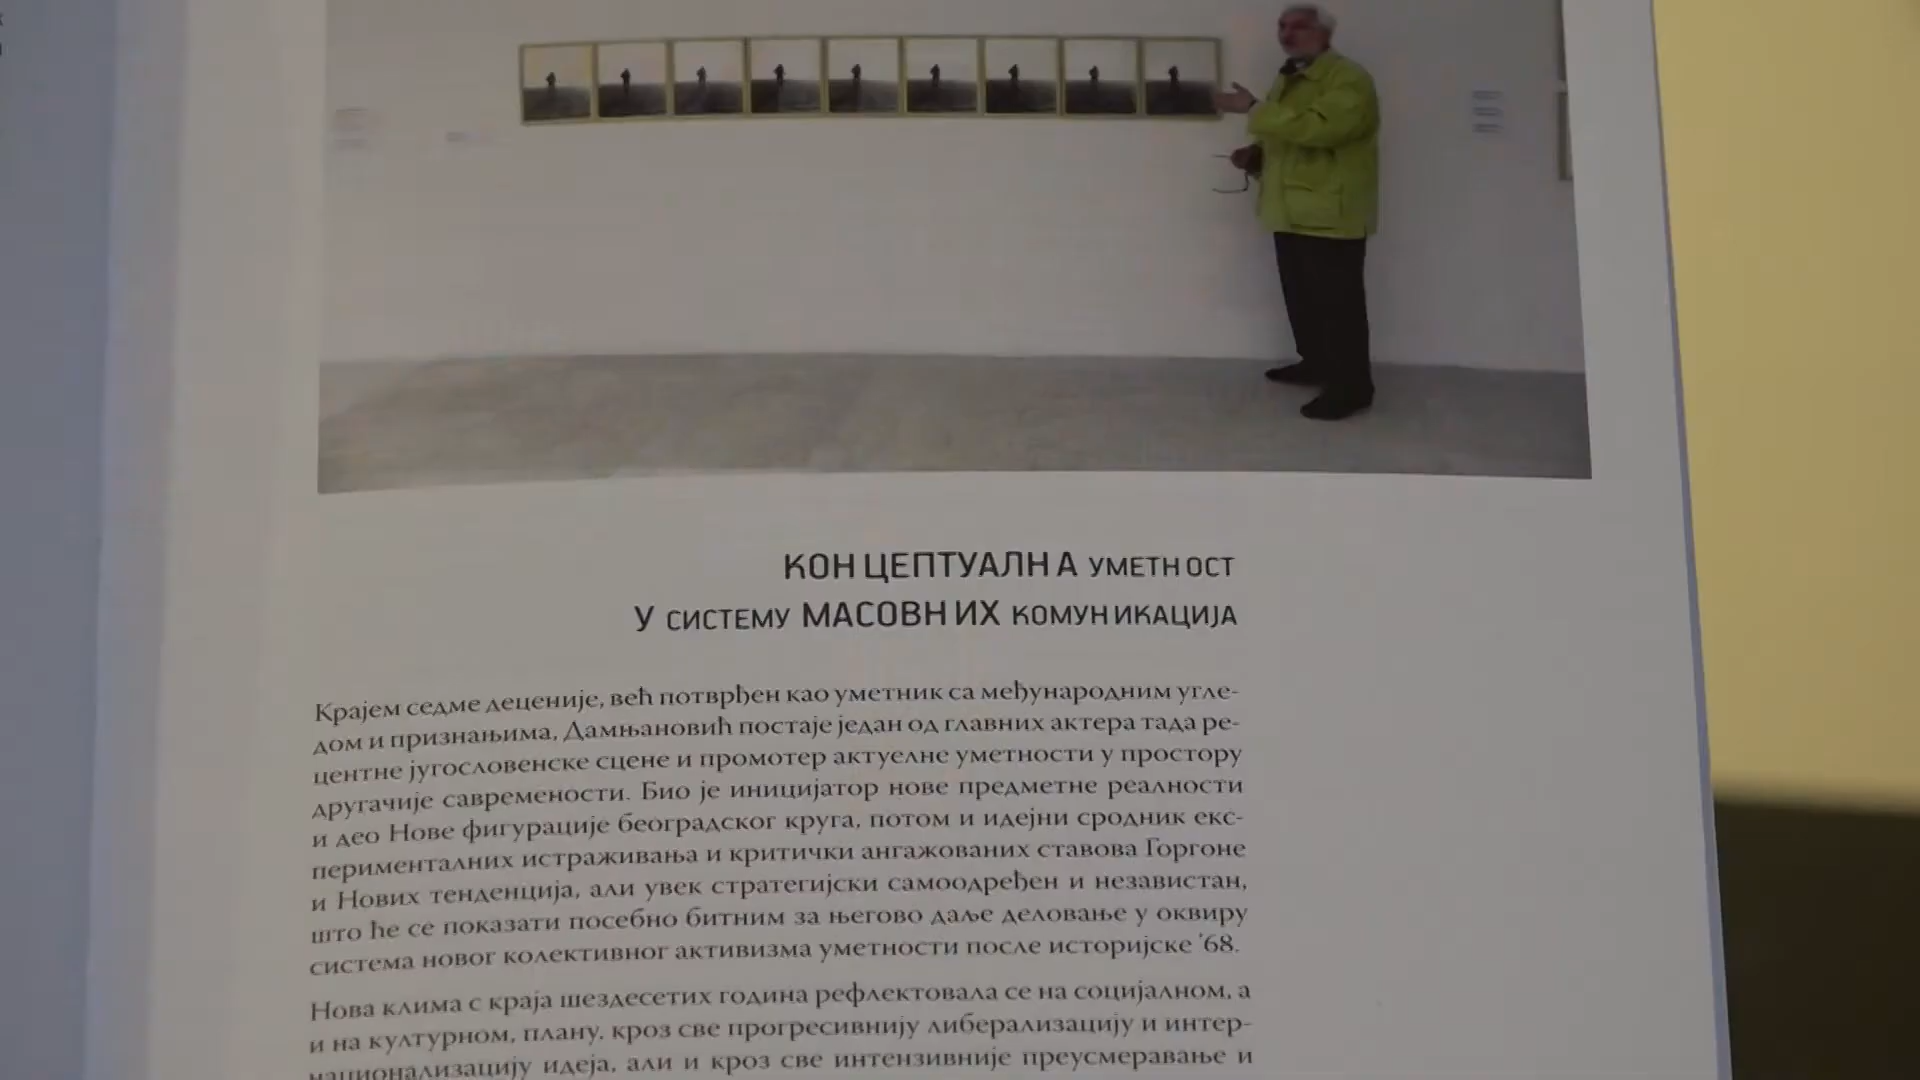 КОНЦЕПТУАЛНА УМЕТНОСТ
У СИСТЕМУ МАСОВНИХ КОМУНИКАЦИЈА
Крајем седме деценије, већ потврђен као уметник са међународним угле-
дом и признањима, Дамњановић постаје један од главних актера тада ре-
центне југословенске сцене и промотер актуелне уметности у простору
другачије савремености. Био је иницијатор нове предметне реалности
и део Нове фигурације београдског круга, потом и идејни сродник екс-
перименталних истраживања и критички ангажованих ставова Горгоне
и Нових тенденција, али увек стратегијски самоодређен и независтан,
што ће се показати посебно битним за његово даље деловање у оквиру
система новог колективног активизма уметности после историјске '68.
Нова клима с краја шездесетих година рефлектовала се на социјалном, а
и на културном, плану, кроз све прогресивнију либерализацију и интер-
национализацију идеја, али и кроз све интензивније преусмеравање и